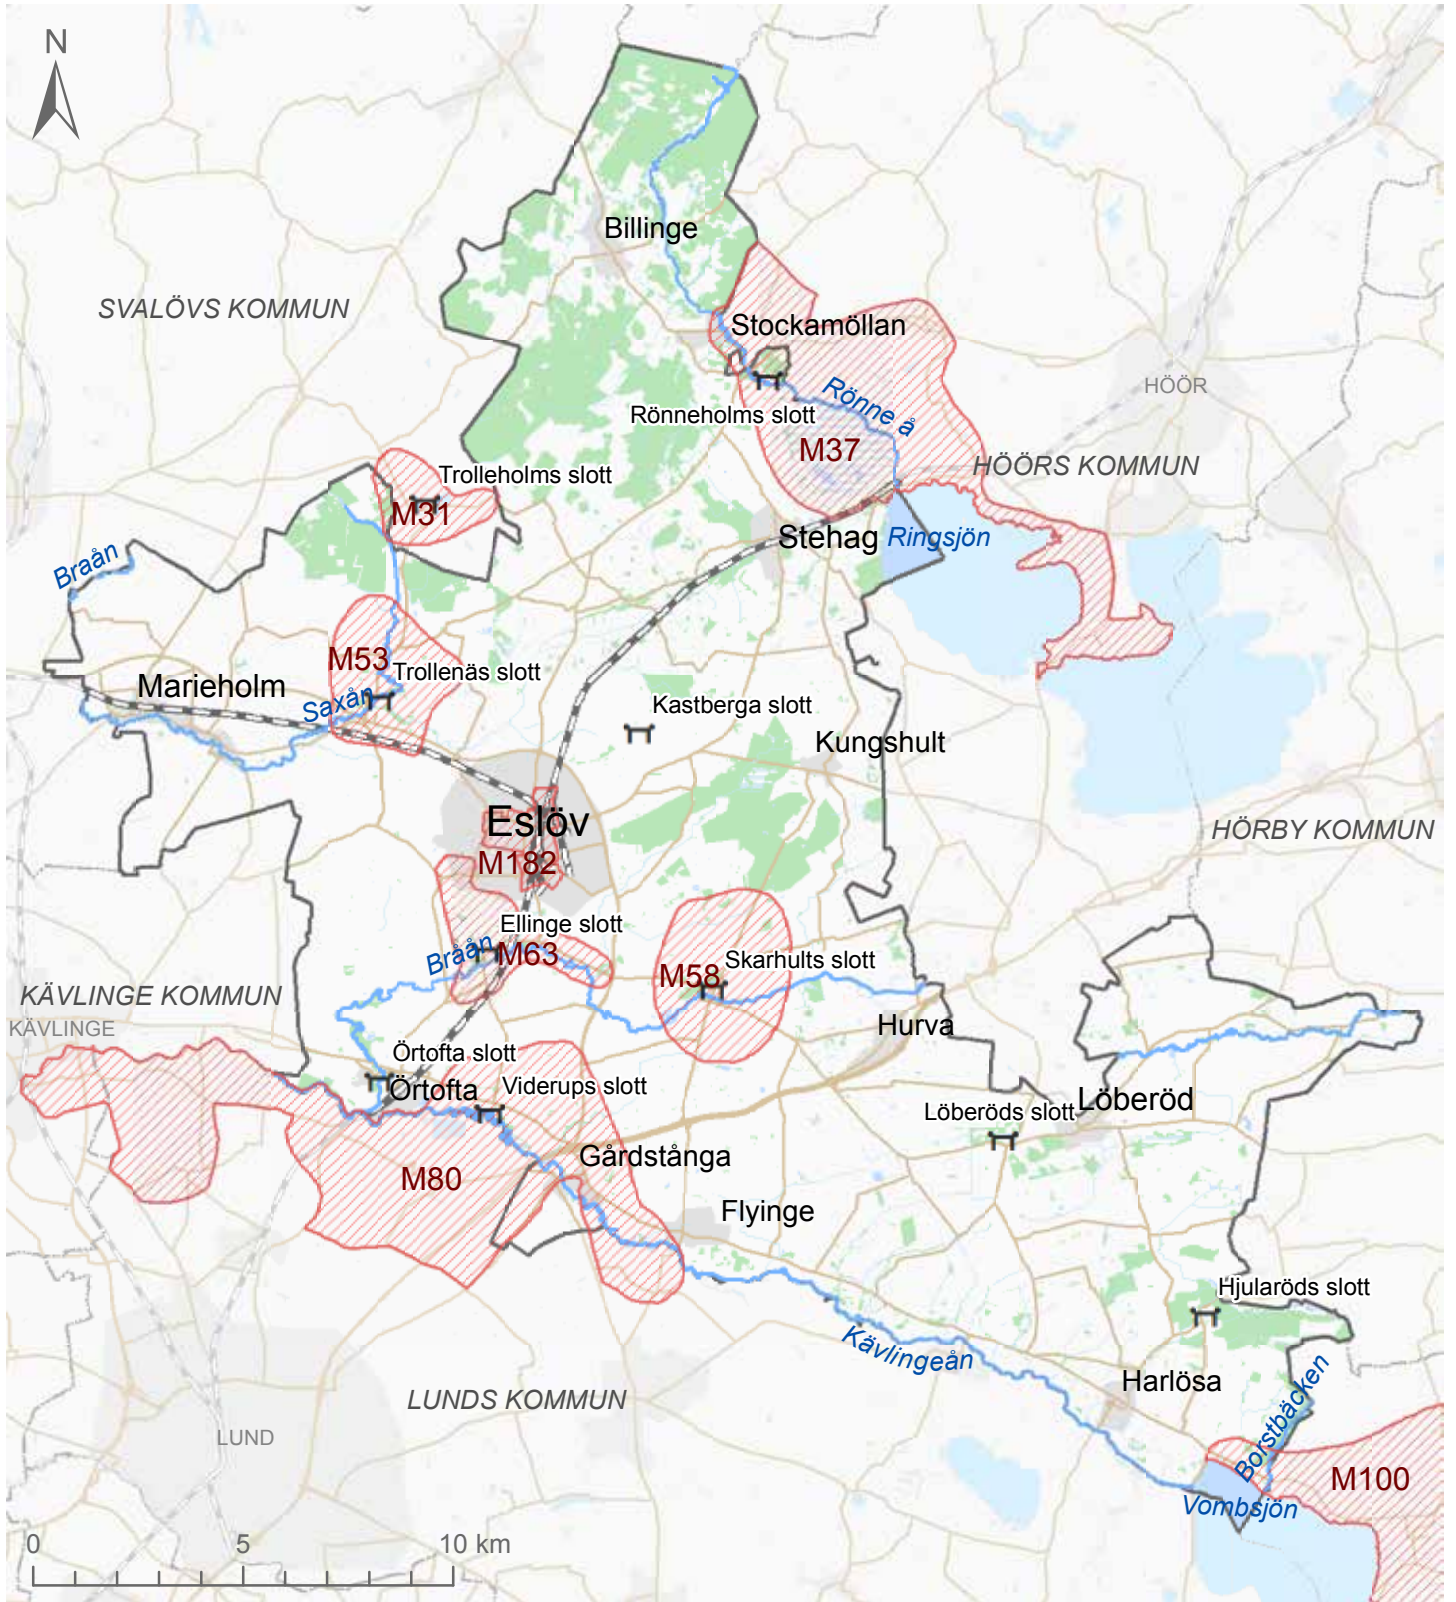 N
Billinge
SVALÖVS KOMMUN
Stockamöllan
HÖÖR
Rönne å
Rönneholms slott
M37
HÖÖRS KOMMUN
Trolleholms slott
M31
Stehag
Ringsjön
Braån
M53
Trollenäs slott
Marieholm
Saxån
Kastberga slott
Kungshult
Eslöv
HÖRBY KOMMUN
M182
Ellinge slott
Bråån
M63
Skarhults slott
M58
KÄVLINGE KOMMUN
KÄVLINGE
Hurva
Örtofta slott
Örtofta
Viderups slott
Löberöds slott
Löberöd
Gårdstånga
M80
Flyinge
Hjularöds slott
Kävlingeån
Harlösa
LUNDS KOMMUN
Borstbäcken
LUND
M100
Vombsjön
0 5 10 km